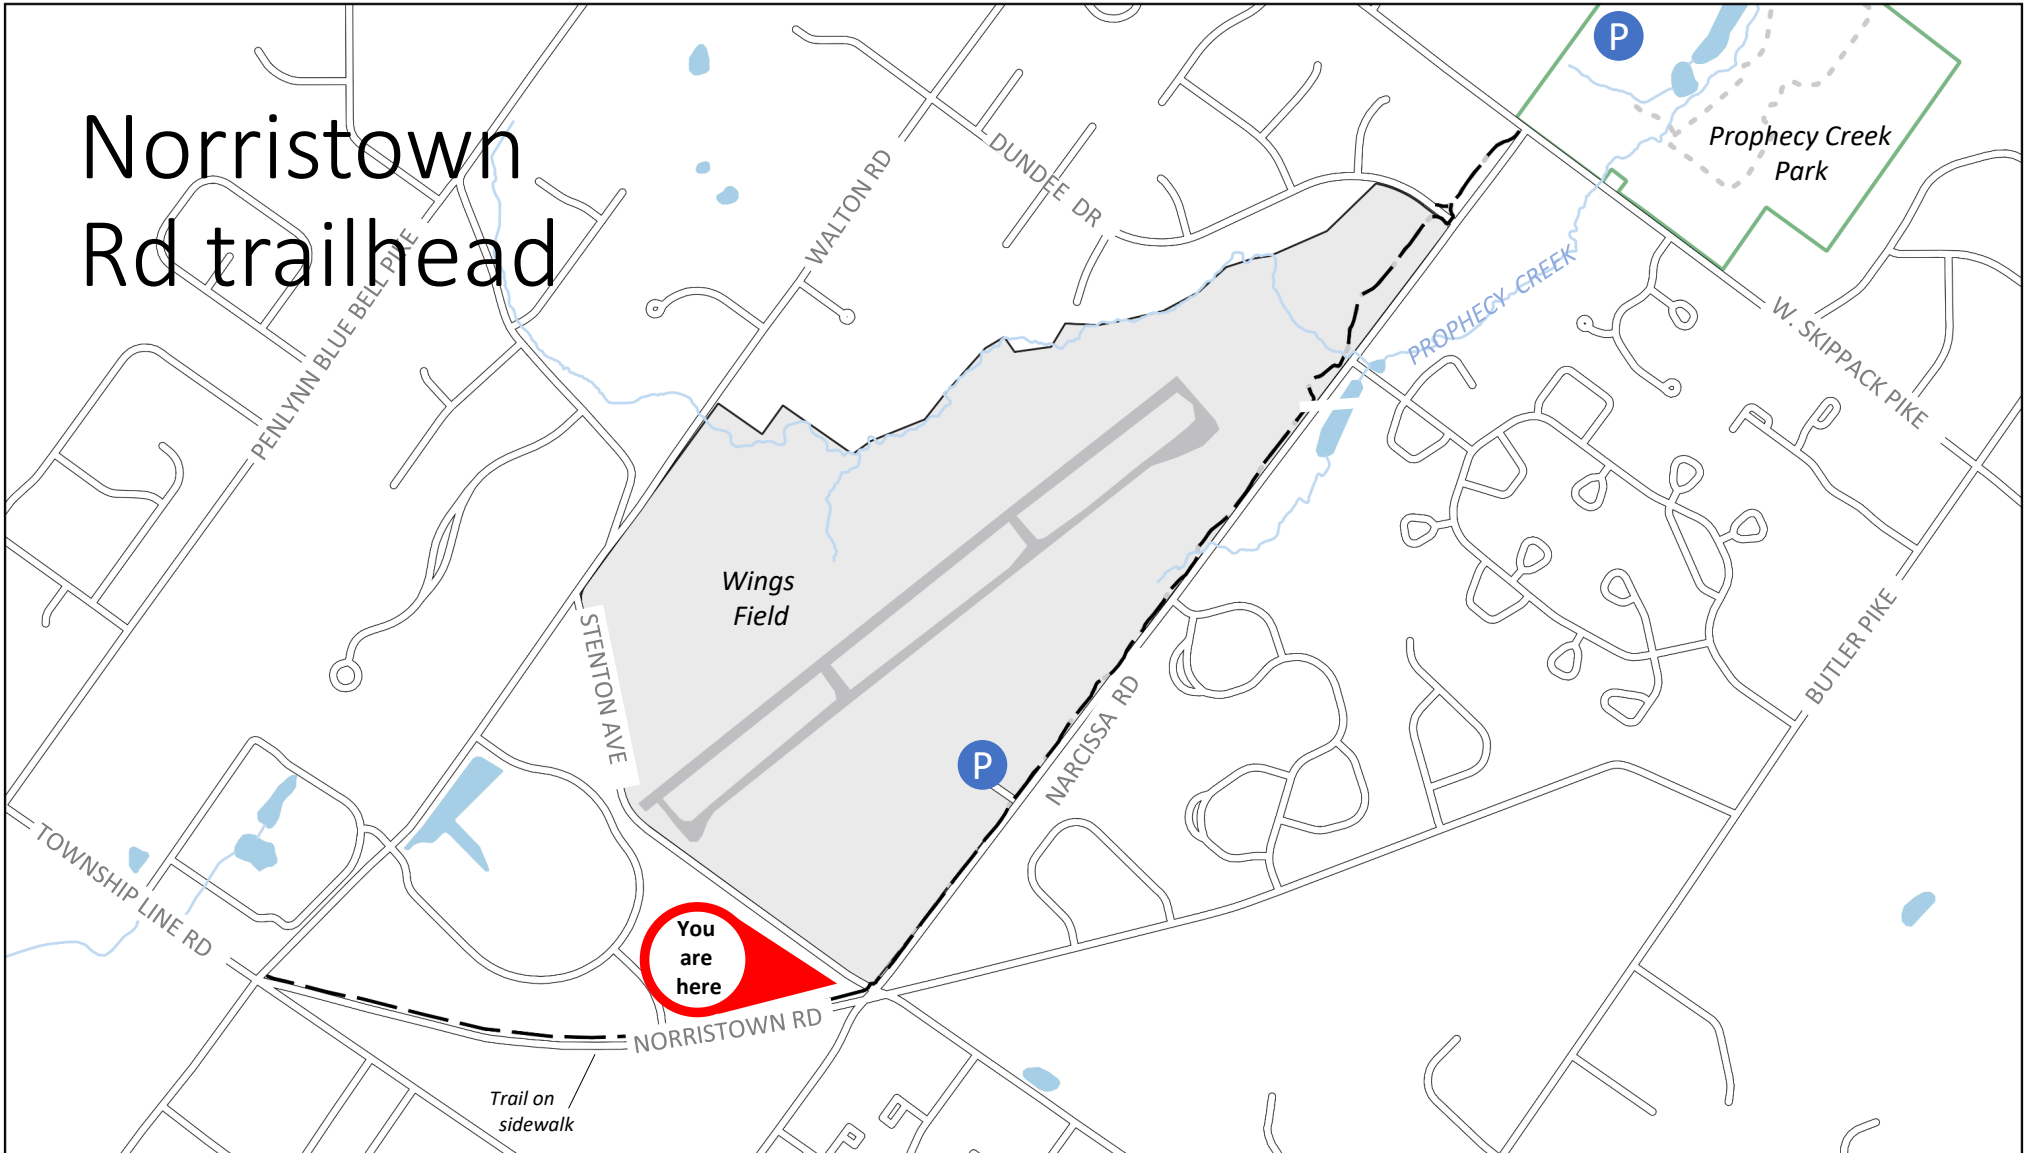 Norristown
Rd trailhead
P
Prophecy Creek
Park
DUNDEE DR
WALTON RD
PENLYNN BLUE BELL PIKE
PROPHECY CREEK
W. SKIPPACK PIKE
Wings
Field
STENTON AVE
BUTLER PIKE
NARCISSA RD
P
TOWNSHIP LINE RD
You
are
here
NORRISTOWN RD
Trail on
sidewalk